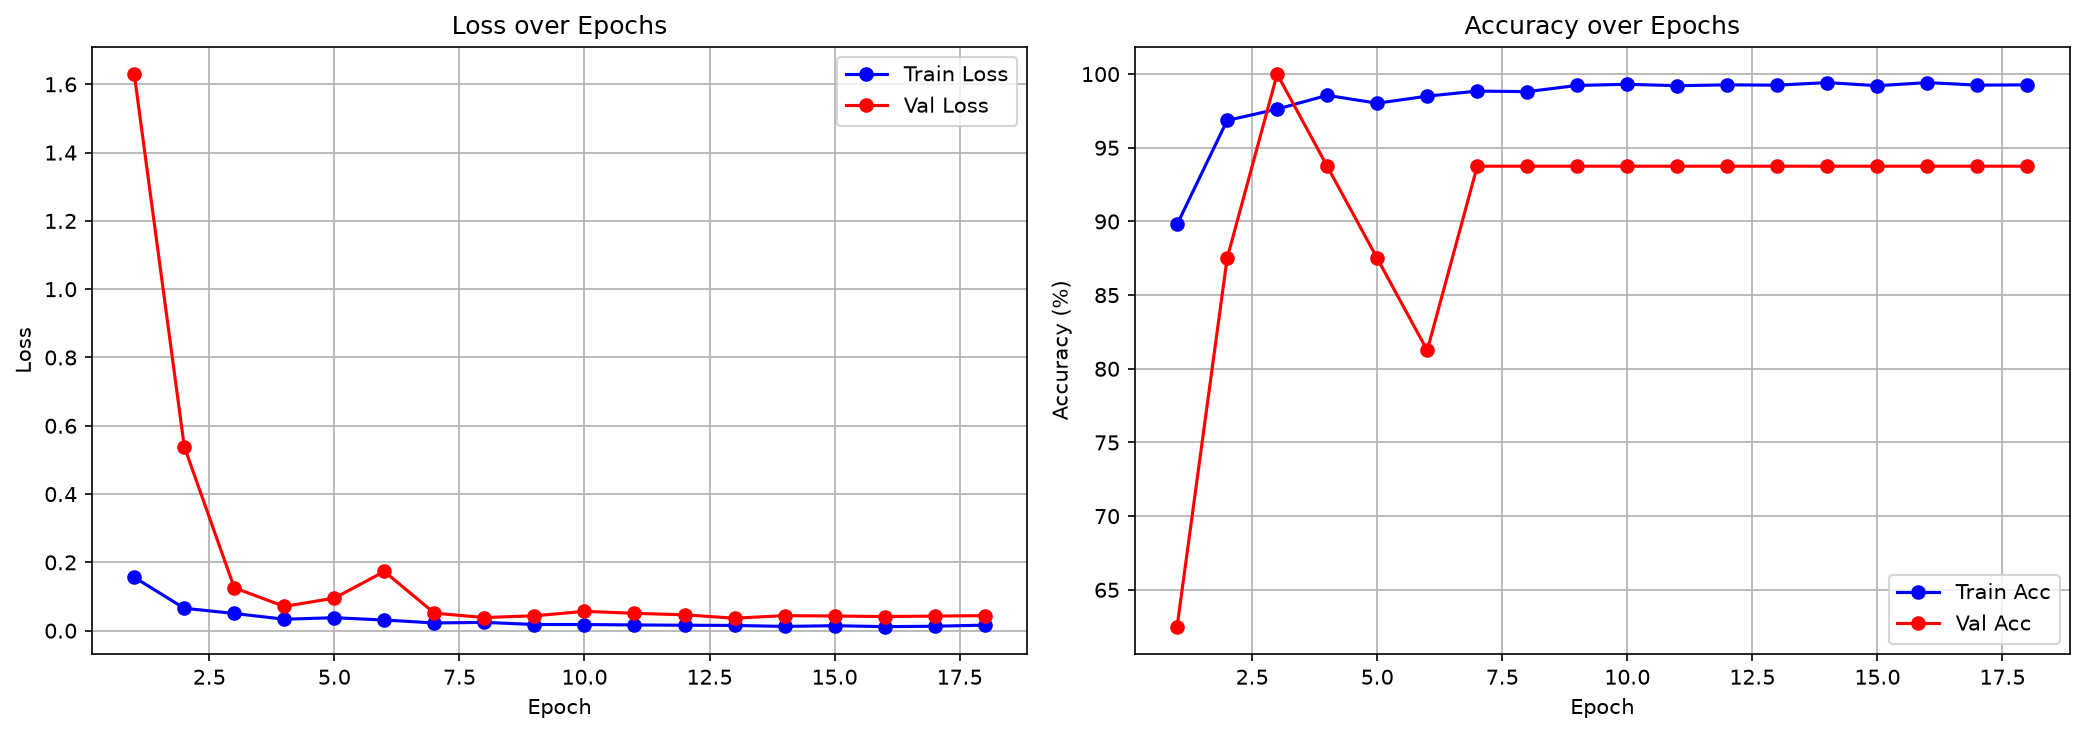 Loss over Epochs
Train Loss
Val Loss
1.6
1.4
1.2
1.0
0.8
0.6
0.4
0.2
0.0
Loss
2.5 5.0 7.5 10.0 12.5 15.0 17.5
Epoch
Accuracy over Epochs
100
95
90
85
80
75
70
65
Accuracy (%)
Train Acc
Val Acc
2.5 5.0 7.5 10.0 12.5 15.0 17.5
Epoch